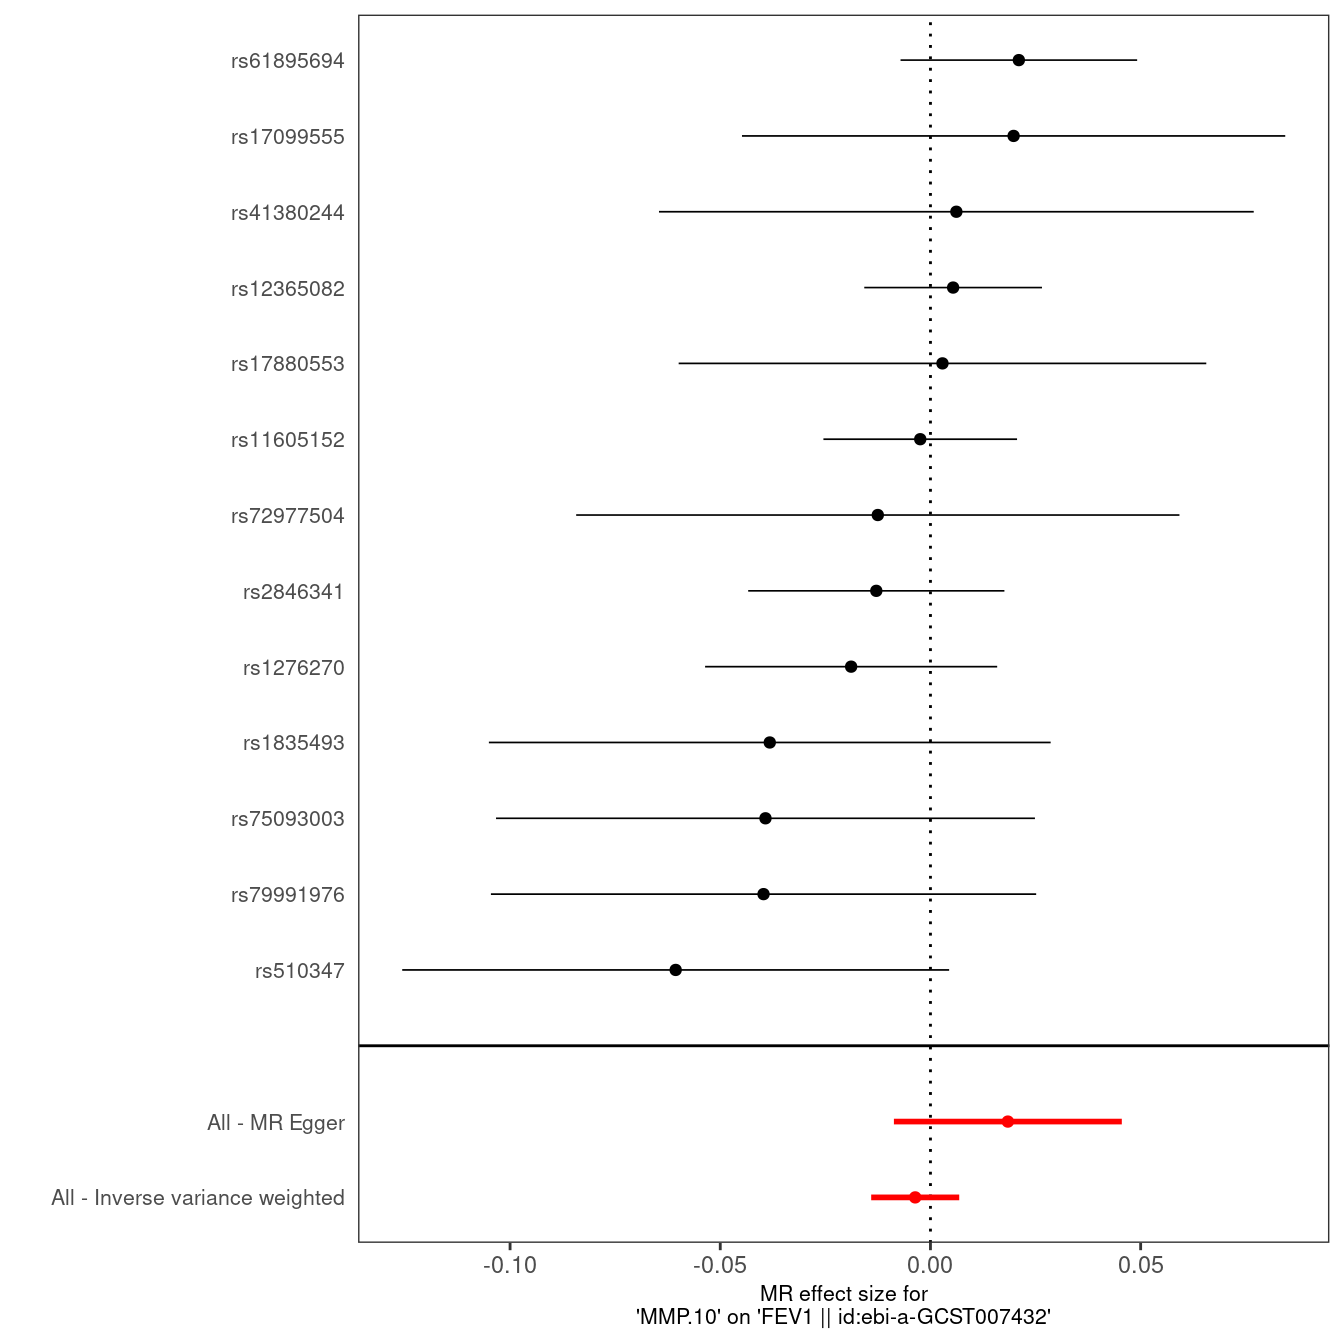 rs61895694
rs17099555
rs41380244
rs12365082
rs17880553
rs11605152
rs72977504
rs2846341
rs1276270
rs1835493
rs75093003
rs79991976
rs510347
All - MR Egger
All - Inverse variance weighted
-0.10 -0.05 0.00 0.05
MR effect size for
'MMP.10' on 'FEV1 || id:ebi-a-GCST007432'